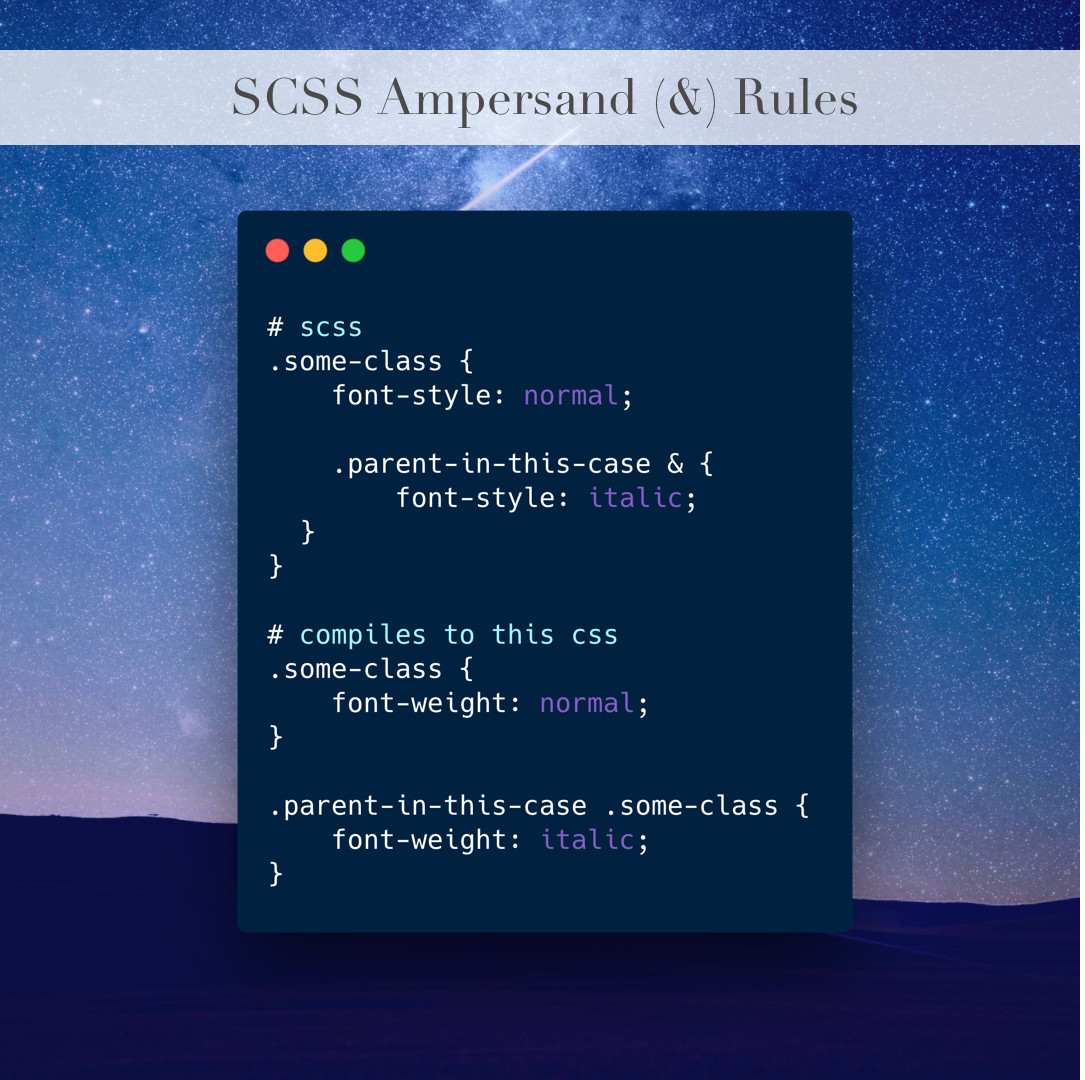 SCSS Ampersand (&) Rules
# scss
.some-class {
    font-style: normal;

    .parent-in-this-case & {
        font-style: italic;
  }
}

# compiles to this css
.some-class {
    font-weight: normal;
}

.parent-in-this-case .some-class {
    font-weight: italic;
}